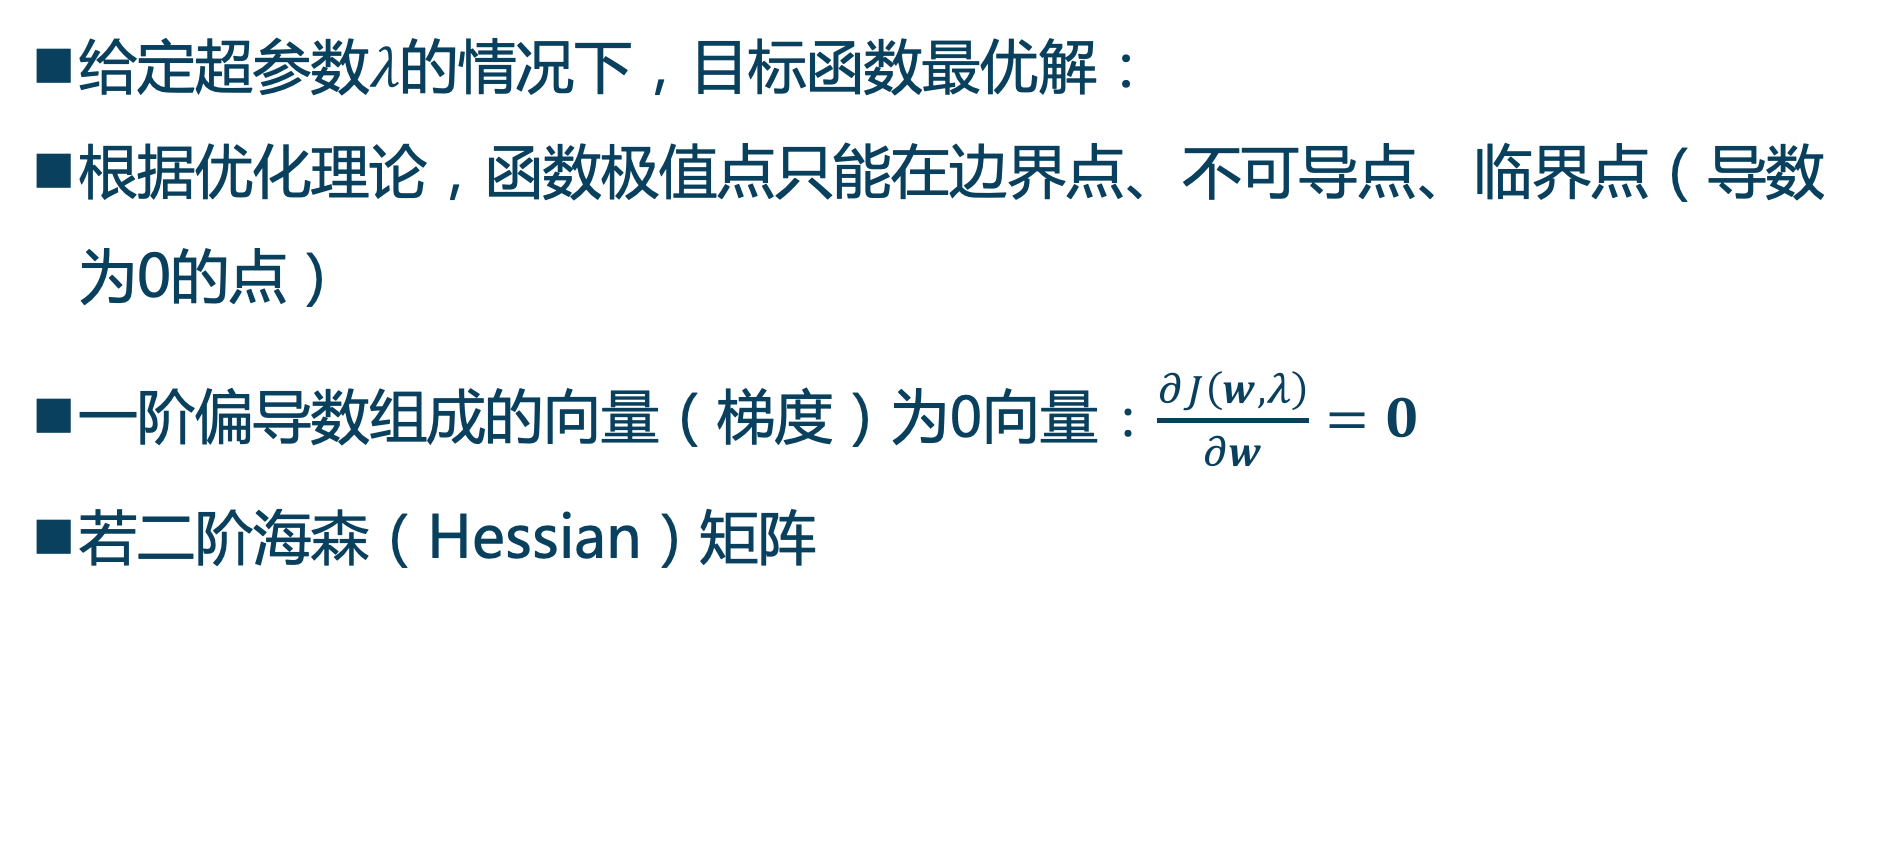 ■给定超参数λ的情况下，目标函数最优解：
■根据优化理论，函数极值点只能在边界点、不可导点、临界点（导数
为0的点）
■一阶偏导数组成的向量（梯度）为0向量：∂J(w,λ)/∂w = 0
■若二阶海森（Hessian）矩阵